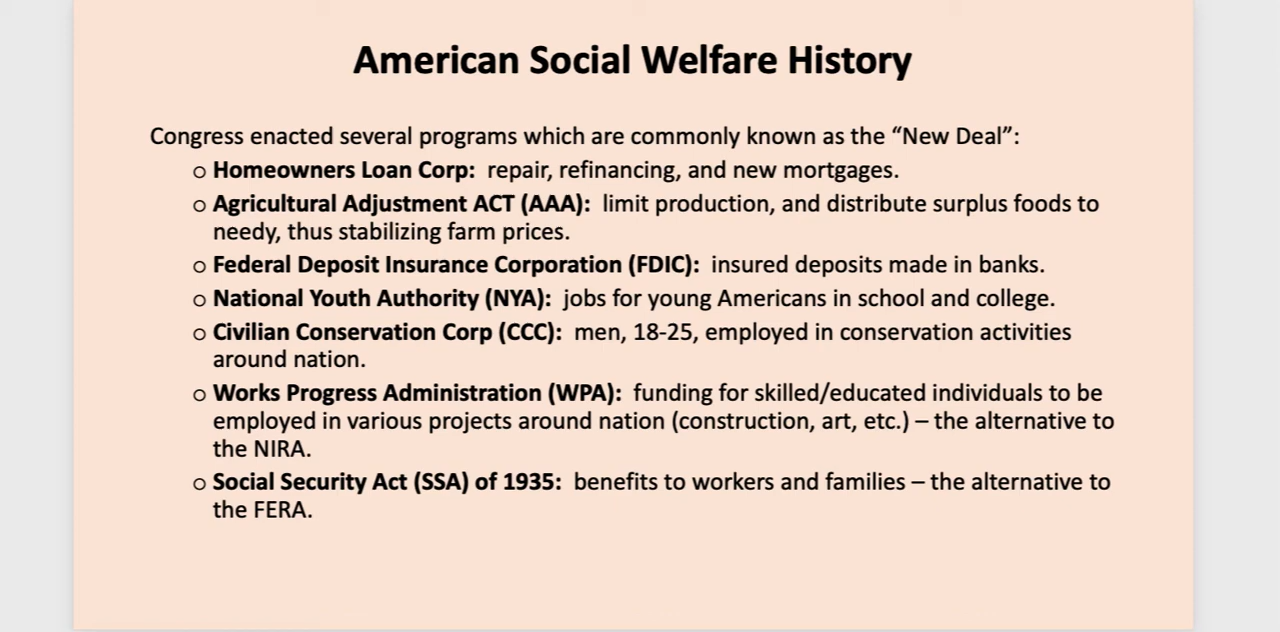 American Social Welfare History
Congress enacted several programs which are commonly known as the “New Deal”:
○ Homeowners Loan Corp: repair, refinancing, and new mortgages.
○ Agricultural Adjustment ACT (AAA): limit production, and distribute surplus foods to
needy, thus stabilizing farm prices.
○ Federal Deposit Insurance Corporation (FDIC): insured deposits made in banks.
○ National Youth Authority (NYA): jobs for young Americans in school and college.
○ Civilian Conservation Corp (CCC): men, 18-25, employed in conservation activities
around nation.
○ Works Progress Administration (WPA): funding for skilled/educated individuals to be
employed in various projects around nation (construction, art, etc.) – the alternative to
the NIRA.
○ Social Security Act (SSA) of 1935: benefits to workers and families – the alternative to
the FERA.